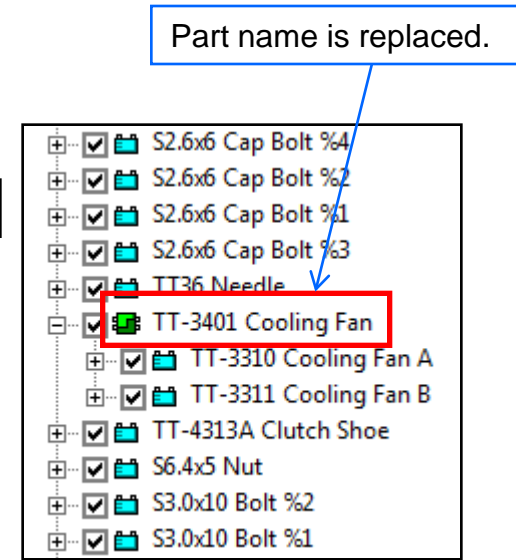 Part name is replaced.
S2.6x6 Cap Bolt %4
S2.6x6 Cap Bolt %2
S2.6x6 Cap Bolt %1
S2.6x6 Cap Bolt %3
TT36 Needle
TT-3401 Cooling Fan
TT-3310 Cooling Fan A
TT-3311 Cooling Fan B
TT-4313A Clutch Shoe
S6.4x5 Nut
S3.0x10 Bolt %2
S3.0x10 Bolt %1